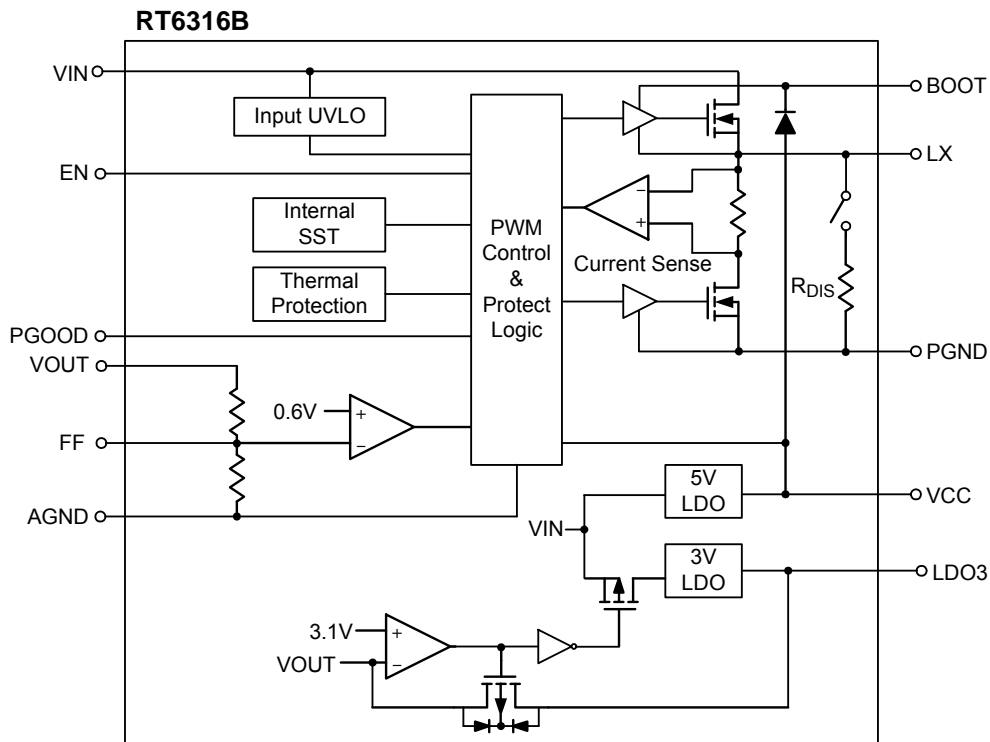 RT6316B
VIN
BOOT
Input UVLO
LX
EN
−
+
Internal
SST
PWM
Control
&
Protect
Logic
Current Sense
Thermal
Protection
RDIS
PGOOD
PGND
VOUT
0.6V
+
−
FF
5V
LDO
VCC
AGND
VIN
3V
LDO
LDO3
3.1V
+
VOUT
−